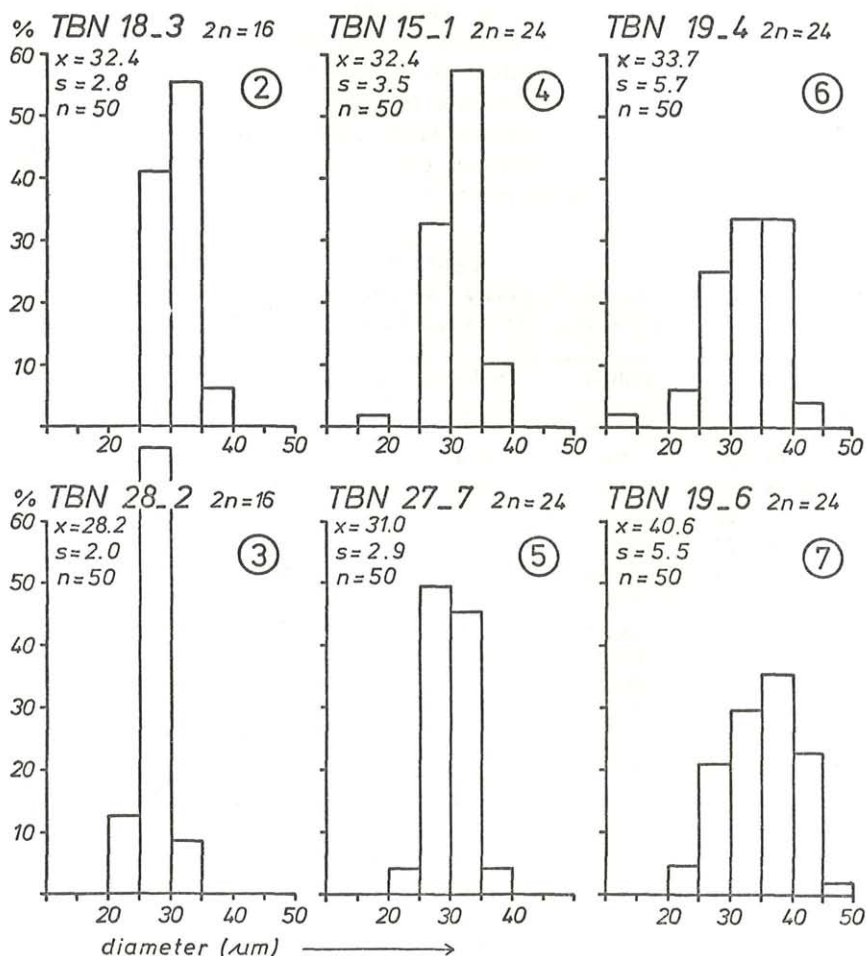 % TBN 18_3 2n=16
x=32.4
s=2.8
n=50
②
60
50
40
30
20
10
20 40 50
TBN 15_1 2n=24
x=32.4
s=3.5
n=50
④
20 30 40 50
TBN 19_4 2n=24
x=33.7
s=5.7
n=50
⑥
20 30 40 50
% TBN 28_2 2n=16
x=28.2
s=2.0
n=50
③
60
50
40
30
20
10
20 30 40 50
TBN 27_7 2n=24
x=31.0
s=2.9
n=50
⑤
20 30 40
TBN 19_6 2n=24
x=40.6
s=5.5
n=50
⑦
20 30 40 50
diameter (µm)